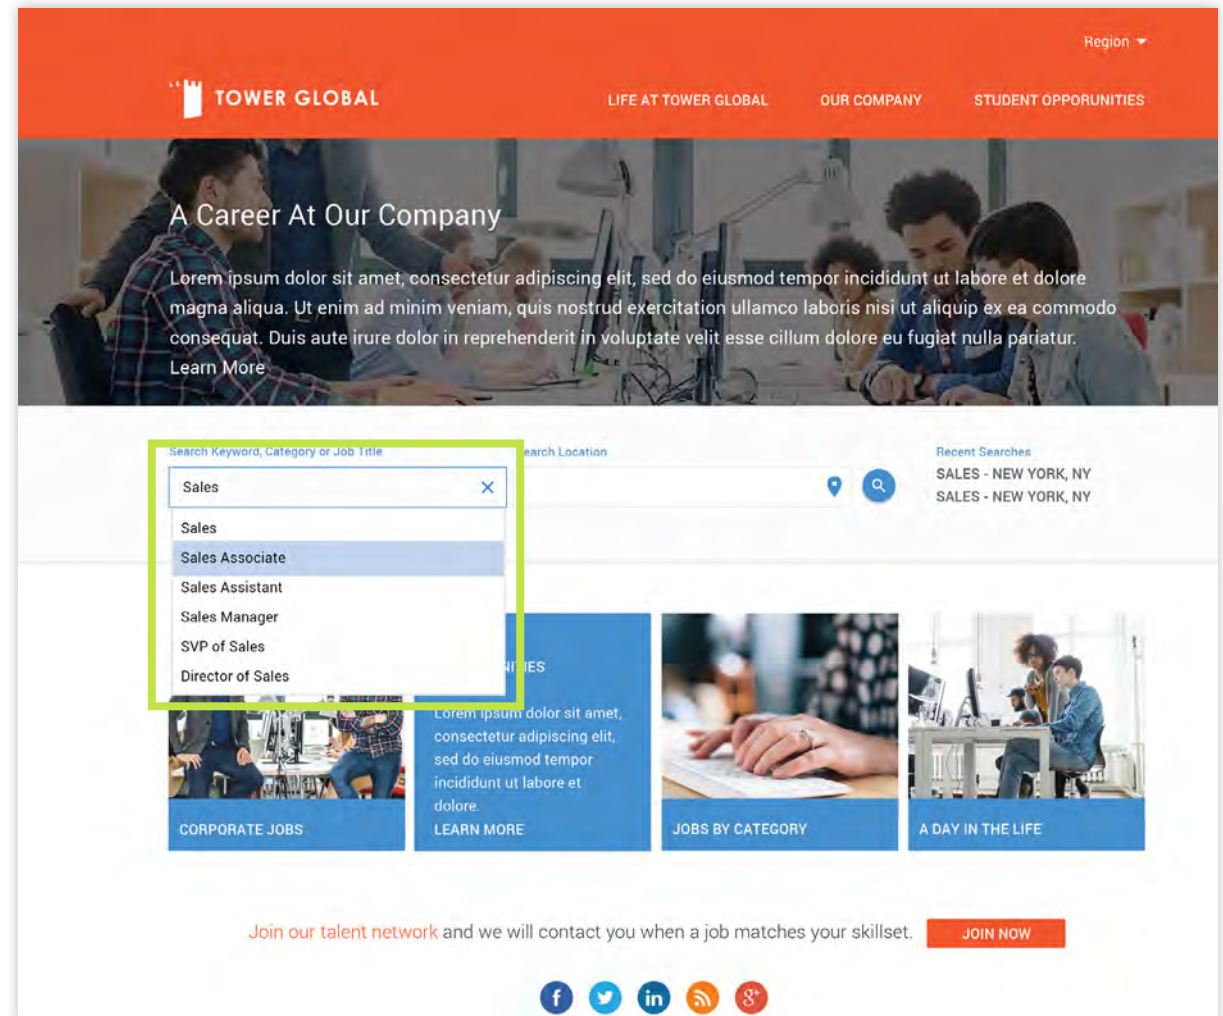 Region
TOWER GLOBAL
LIFE AT TOWER GLOBAL
OUR COMPANY
STUDENT OPPORUNITIES
A Career At Our Company
Lorem ipsum dolor sit amet, consectetur adipiscing elit, sed do eiusmod tempor incididunt ut labore et dolore
magna aliqua. Ut enim ad minim veniam, quis nostrud exercitation ullamco laboris nisi ut aliquip ex ea commodo
consequat. Duis aute irure dolor in reprehenderit in voluptate velit esse cillum dolore eu fugiat nulla pariatur.
Learn More
Search Keyword, Category or Job Title
earch Location
Recent Searches
Sales
SALES - NEW YORK, NY
SALES - NEW YORK, NY
Sales
Sales Associate
Sales Assistant
Sales Manager
SVP of Sales
Director of Sales
CORPORATE JOBS
Lorem ipsum dolor sit amet,
consectetur adipiscing elit,
sed do eiusmod tempor
incididunt ut labore et
dolore.
LEARN MORE
JOBS BY CATEGORY
A DAY IN THE LIFE
Join our talent network and we will contact you when a job matches your skillset.
JOIN NOW
f
in
g+